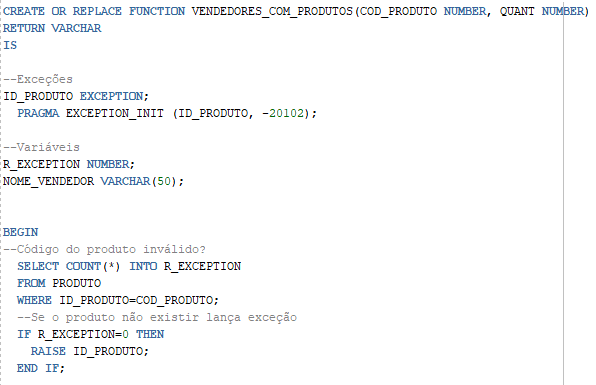 CREATE OR REPLACE FUNCTION VENDEDORES_COM_PRODUTOS(COD_PRODUTO NUMBER, QUANT NUMBER)
RETURN VARCHAR
IS
--Exceções
ID_PRODUTO EXCEPTION;
PRAGMA EXCEPTION_INIT (ID_PRODUTO, -20102);
--Variáveis
R_EXCEPTION NUMBER;
NOME_VENDEDOR VARCHAR(50);
BEGIN
--Código do produto inválido?
SELECT COUNT(*) INTO R_EXCEPTION
FROM PRODUTO
WHERE ID_PRODUTO=COD_PRODUTO;
--Se o produto não existir lança exceção
IF R_EXCEPTION=0 THEN
RAISE ID_PRODUTO;
END IF;